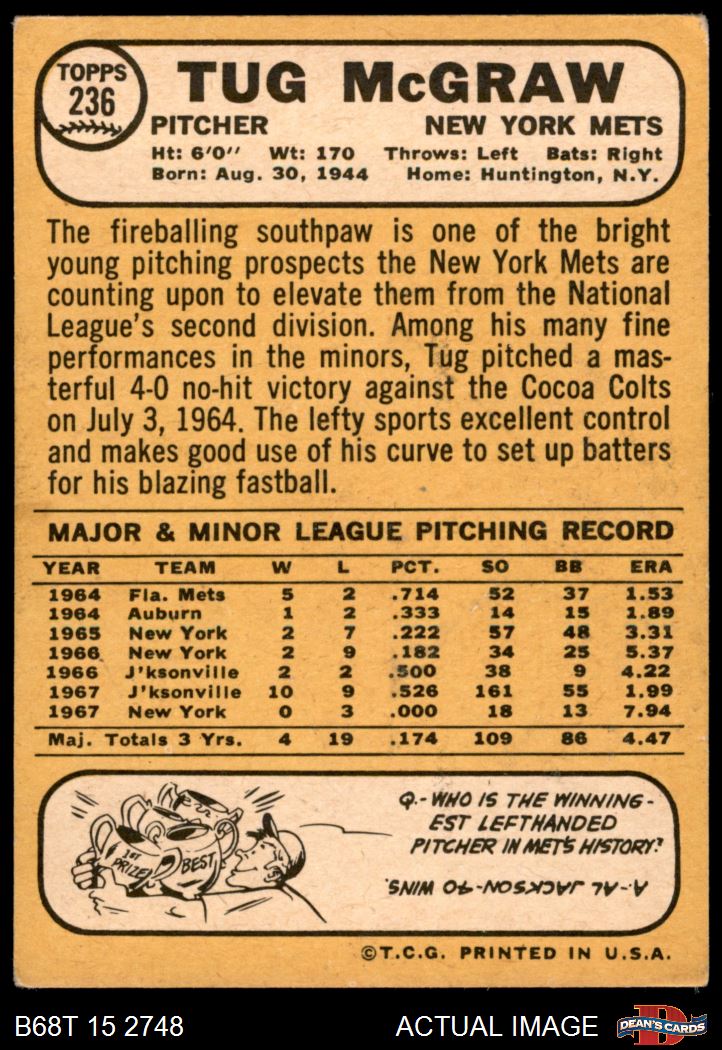 TOPPS
236
TUG McGRAW
PITCHER NEW YORK METS
Ht: 6'0" Wt: 170 Throws: Left Bats: Right
Born: Aug. 30, 1944 Home: Huntington, N.Y.
The fireballing southpaw is one of the bright
young pitching prospects the New York Mets are
counting upon to elevate them from the National
League's second division. Among his many fine
performances in the minors, Tug pitched a mas-
terful 4-0 no-hit victory against the Cocoa Colts
on July 3, 1964. The lefty sports excellent control
and makes good use of his curve to set up batters
for his blazing fastball.
MAJOR & MINOR LEAGUE PITCHING RECORD
YEAR TEAM W L PCT. SO BB ERA
1964 Fla. Mets 5 2 .714 52 37 1.53
1964 Auburn 1 2 .333 14 15 1.89
1965 New York 2 7 .222 57 48 3.31
1966 New York 2 9 .182 34 25 5.37
1966 J'ksonville 2 2 .500 38 9 4.22
1967 J'ksonville 10 9 .526 161 55 1.99
1967 New York 0 3 .000 18 13 7.94
Maj. Totals 3 Yrs. 4 19 .174 109 86 4.47
1ST PRIZE
BEST
Q.-WHO IS THE WINNING-
EST LEFTHANDED
PITCHER IN METS HISTORY?
A-AL JACKSON-40 WINS.
©T.C.G. PRINTED IN U.S.A.
B68T 15 2748 ACTUAL IMAGE
D
DEAN'S CARDS